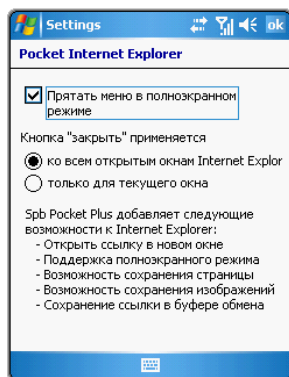 Settings
ok
Pocket Internet Explorer
Прятать меню в полноэкранном
режиме
Кнопка "закрыть" применяется
ко всем открытым окнам Internet Explor
только для текущего окна
Spb Pocket Plus добавляет следующие
возможности к Internet Explorer:
- Открыть ссылку в новом окне
- Поддержка полноэкранного режима
- Возможность сохранения страницы
- Возможность сохранения изображений
- Сохранение ссылки в буфере обмена